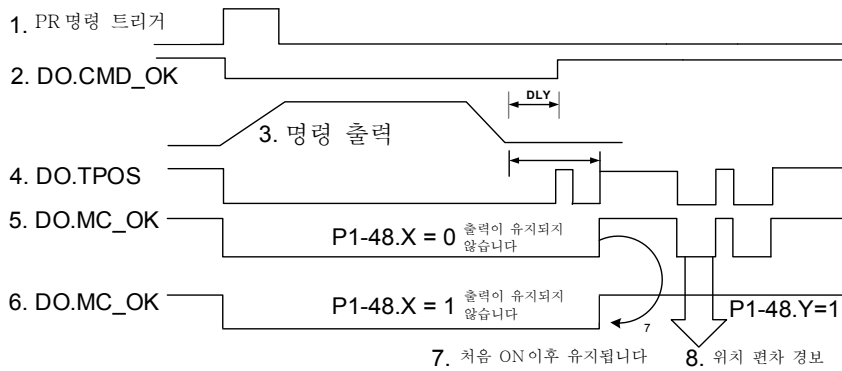 1. PR 명령 트리거
2. DO.CMD_OK
DLY
3. 명령 출력
4. DO.TPOS
5. DO.MC_OK
P1-48.X = 0 출력이 유지되지
않습니다
6. DO.MC_OK
P1-48.X = 1 출력이 유지되지
않습니다
P1-48.Y=1
7
7. 처음 ON 이후 유지됩니다
8. 위치 편차 경보